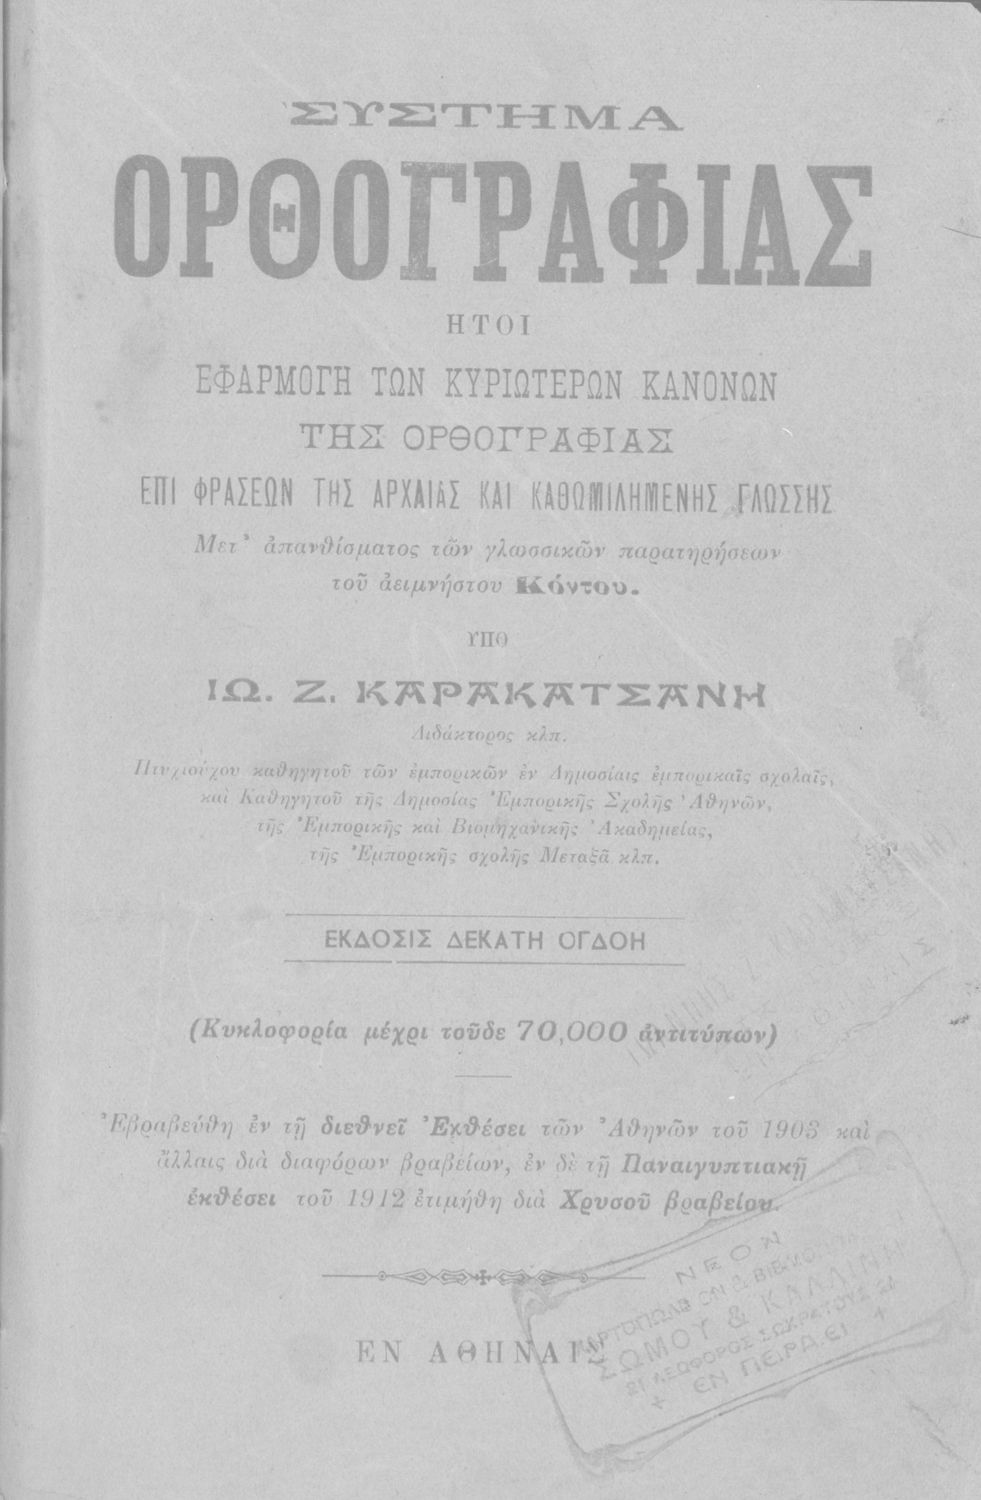 ΣΥΣΤΗΜΑ
ΟΡΘΟΓΡΑΦΙΑΣ
ΗΤΟΙ
ΕΦΑΡΜΟΓΗ ΤΩΝ ΚΥΡΙΩΤΕΡΩΝ ΚΑΝΟΝΩΝ
ΤΗΣ ΟΡΘΟΓΡΑΦΙΑΣ
ΕΠΙ ΦΡΑΣΕΩΝ ΤΗΣ ΑΡΧΑΙΑΣ ΚΑΙ ΚΑΘΩΜΙΛΗΜΕΝΗΣ ΓΛΩΣΣΗΣ
Μετ’ ἀπανθίσματος τῶν γλωσσικῶν παρατηρήσεων
τοῦ ἀειμνήστου Κόντου.
ΥΠΟ
ΙΩ. Ζ. ΚΑΡΑΚΑΤΣΑΝΗ
Διδάκτορος κλπ.
Πτυχιούχου καθηγητοῦ τῶν ἐμπορικῶν ἐν Δημοσίαις ἐμπορικαῖς σχολαῖς,
καὶ Καθηγητοῦ τῆς Δημοσίας Ἐμπορικῆς Σχολῆς Ἀθηνῶν,
τῆς Ἐμπορικῆς καὶ Βιομηχανικῆς Ἀκαδημείας,
τῆς Ἐμπορικῆς σχολῆς Μεταξᾶ κλπ.
ΕΚΔΟΣΙΣ ΔΕΚΑΤΗ ΟΓΔΟΗ
(Κυκλοφορία μέχρι τοῦδε 70,000 ἀντιτύπων)
Ἐβραβεύθη ἐν τῇ διεθνεῖ Ἐκθέσει τῶν Ἀθηνῶν τοῦ 1903 καὶ
ἄλλαις διὰ διαφόρων βραβείων, ἐν δὲ τῇ Παναιγυπτιακῇ
ἐκθέσει τοῦ 1912 ἐτιμήθη διὰ Χρυσοῦ βραβείου.
ΕΝ ΑΘΗΝΑΙΣ
ΝΕΟΝ
ΧΑΡΤΟΠΩΛΕΙΟΝ &
ΣΩΜΟΥ & ΚΑΛΛΙΝΗ
ΛΕΩΦΟΡΟΣ ΣΩΚΡΑΤΟΥΣ
ΕΝ ΠΕΙΡΑΙΕΙ